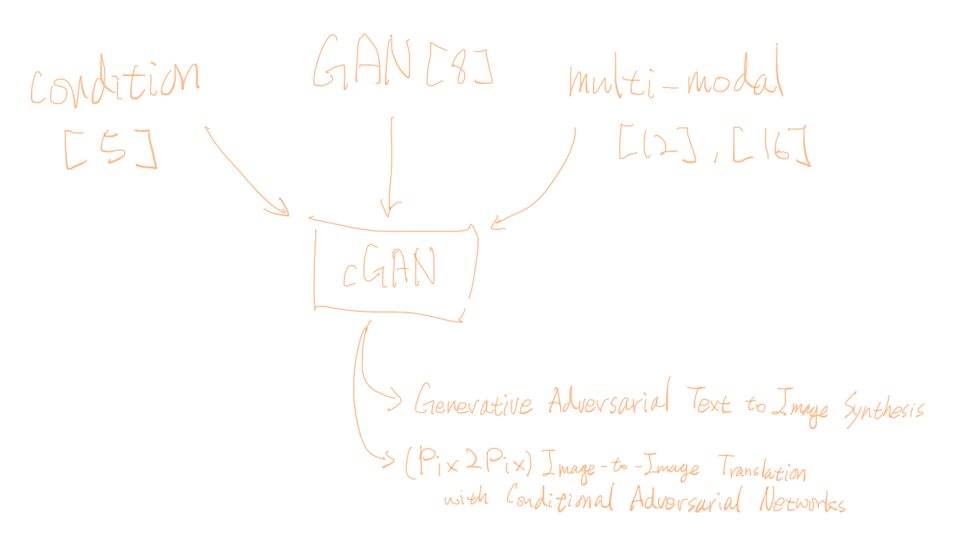 condition
[5]
GAN[8]
multi-modal
[12], [16]
cGAN
Generative Adversarial Text to Image Synthesis
(Pix2Pix) Image-to-Image Translation
with Conditional Adversarial Networks